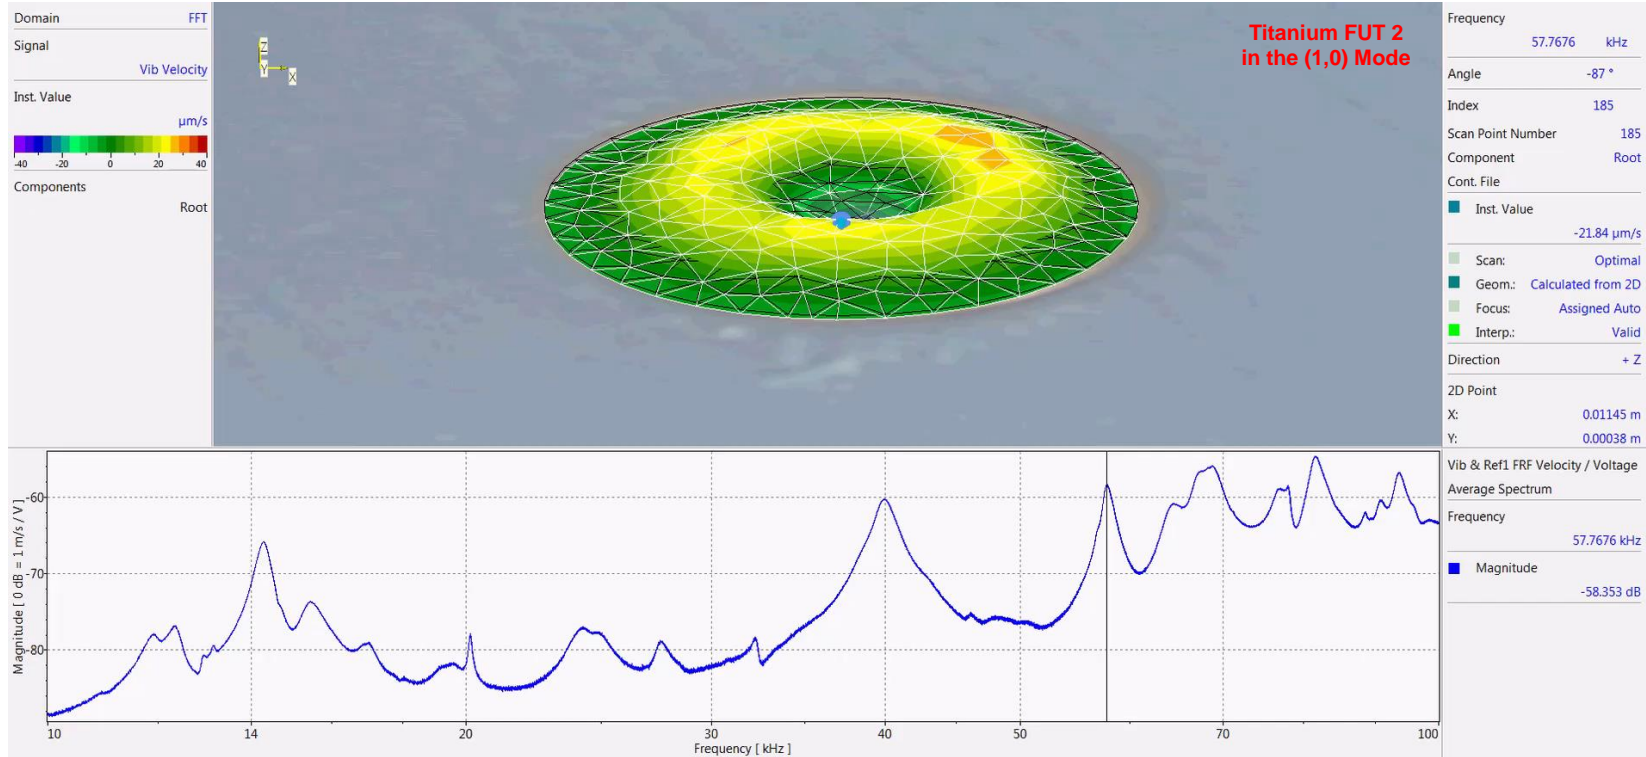 Domain FFT
Signal
Vib Velocity
Inst. Value
µm/s
-40 -20 0 20 40
Components
Root
Z
Y X
Titanium FUT 2
in the (1,0) Mode
Frequency
57.7676 kHz
Angle -87 °
Index 185
Scan Point Number 185
Component Root
Cont. File
Inst. Value
-21.84 µm/s
Scan: Optimal
Geom.: Calculated from 2D
Focus: Assigned Auto
Interp.: Valid
Direction + Z
2D Point
X: 0.01145 m
Y: 0.00038 m
Magnitude [ 0 dB = 1 m/s / V ]
-60
-70
-80
10 14 20 30 40 50 70 100
Frequency [ kHz ]
Vib & Ref1 FRF Velocity / Voltage
Average Spectrum
Frequency
57.7676 kHz
Magnitude
-58.353 dB